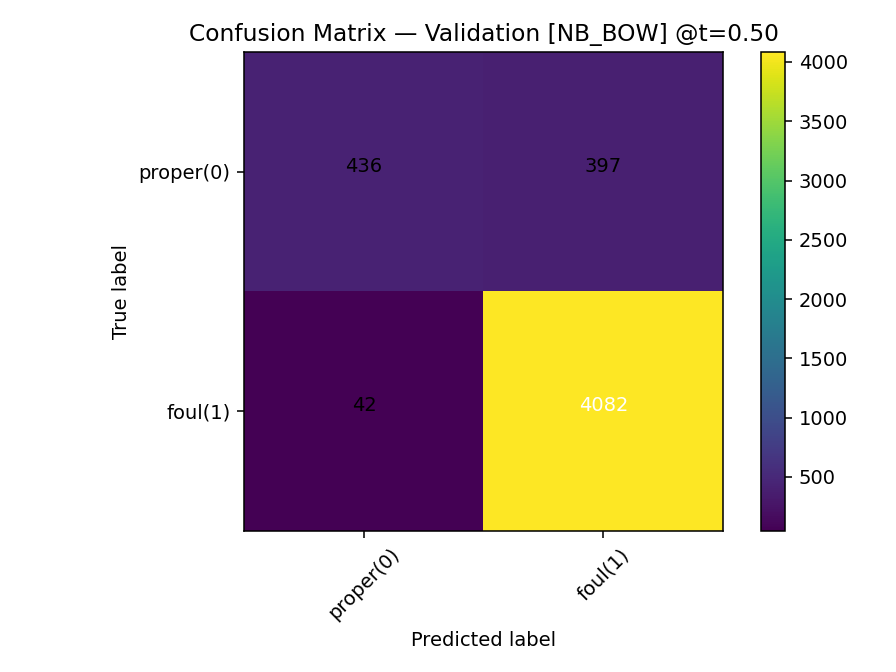 Confusion Matrix — Validation [NB_BOW] @t=0.50
proper(0)
436
397
foul(1)
42
4082
proper(0)
foul(1)
Predicted label
True label
4000
3500
3000
2500
2000
1500
1000
500